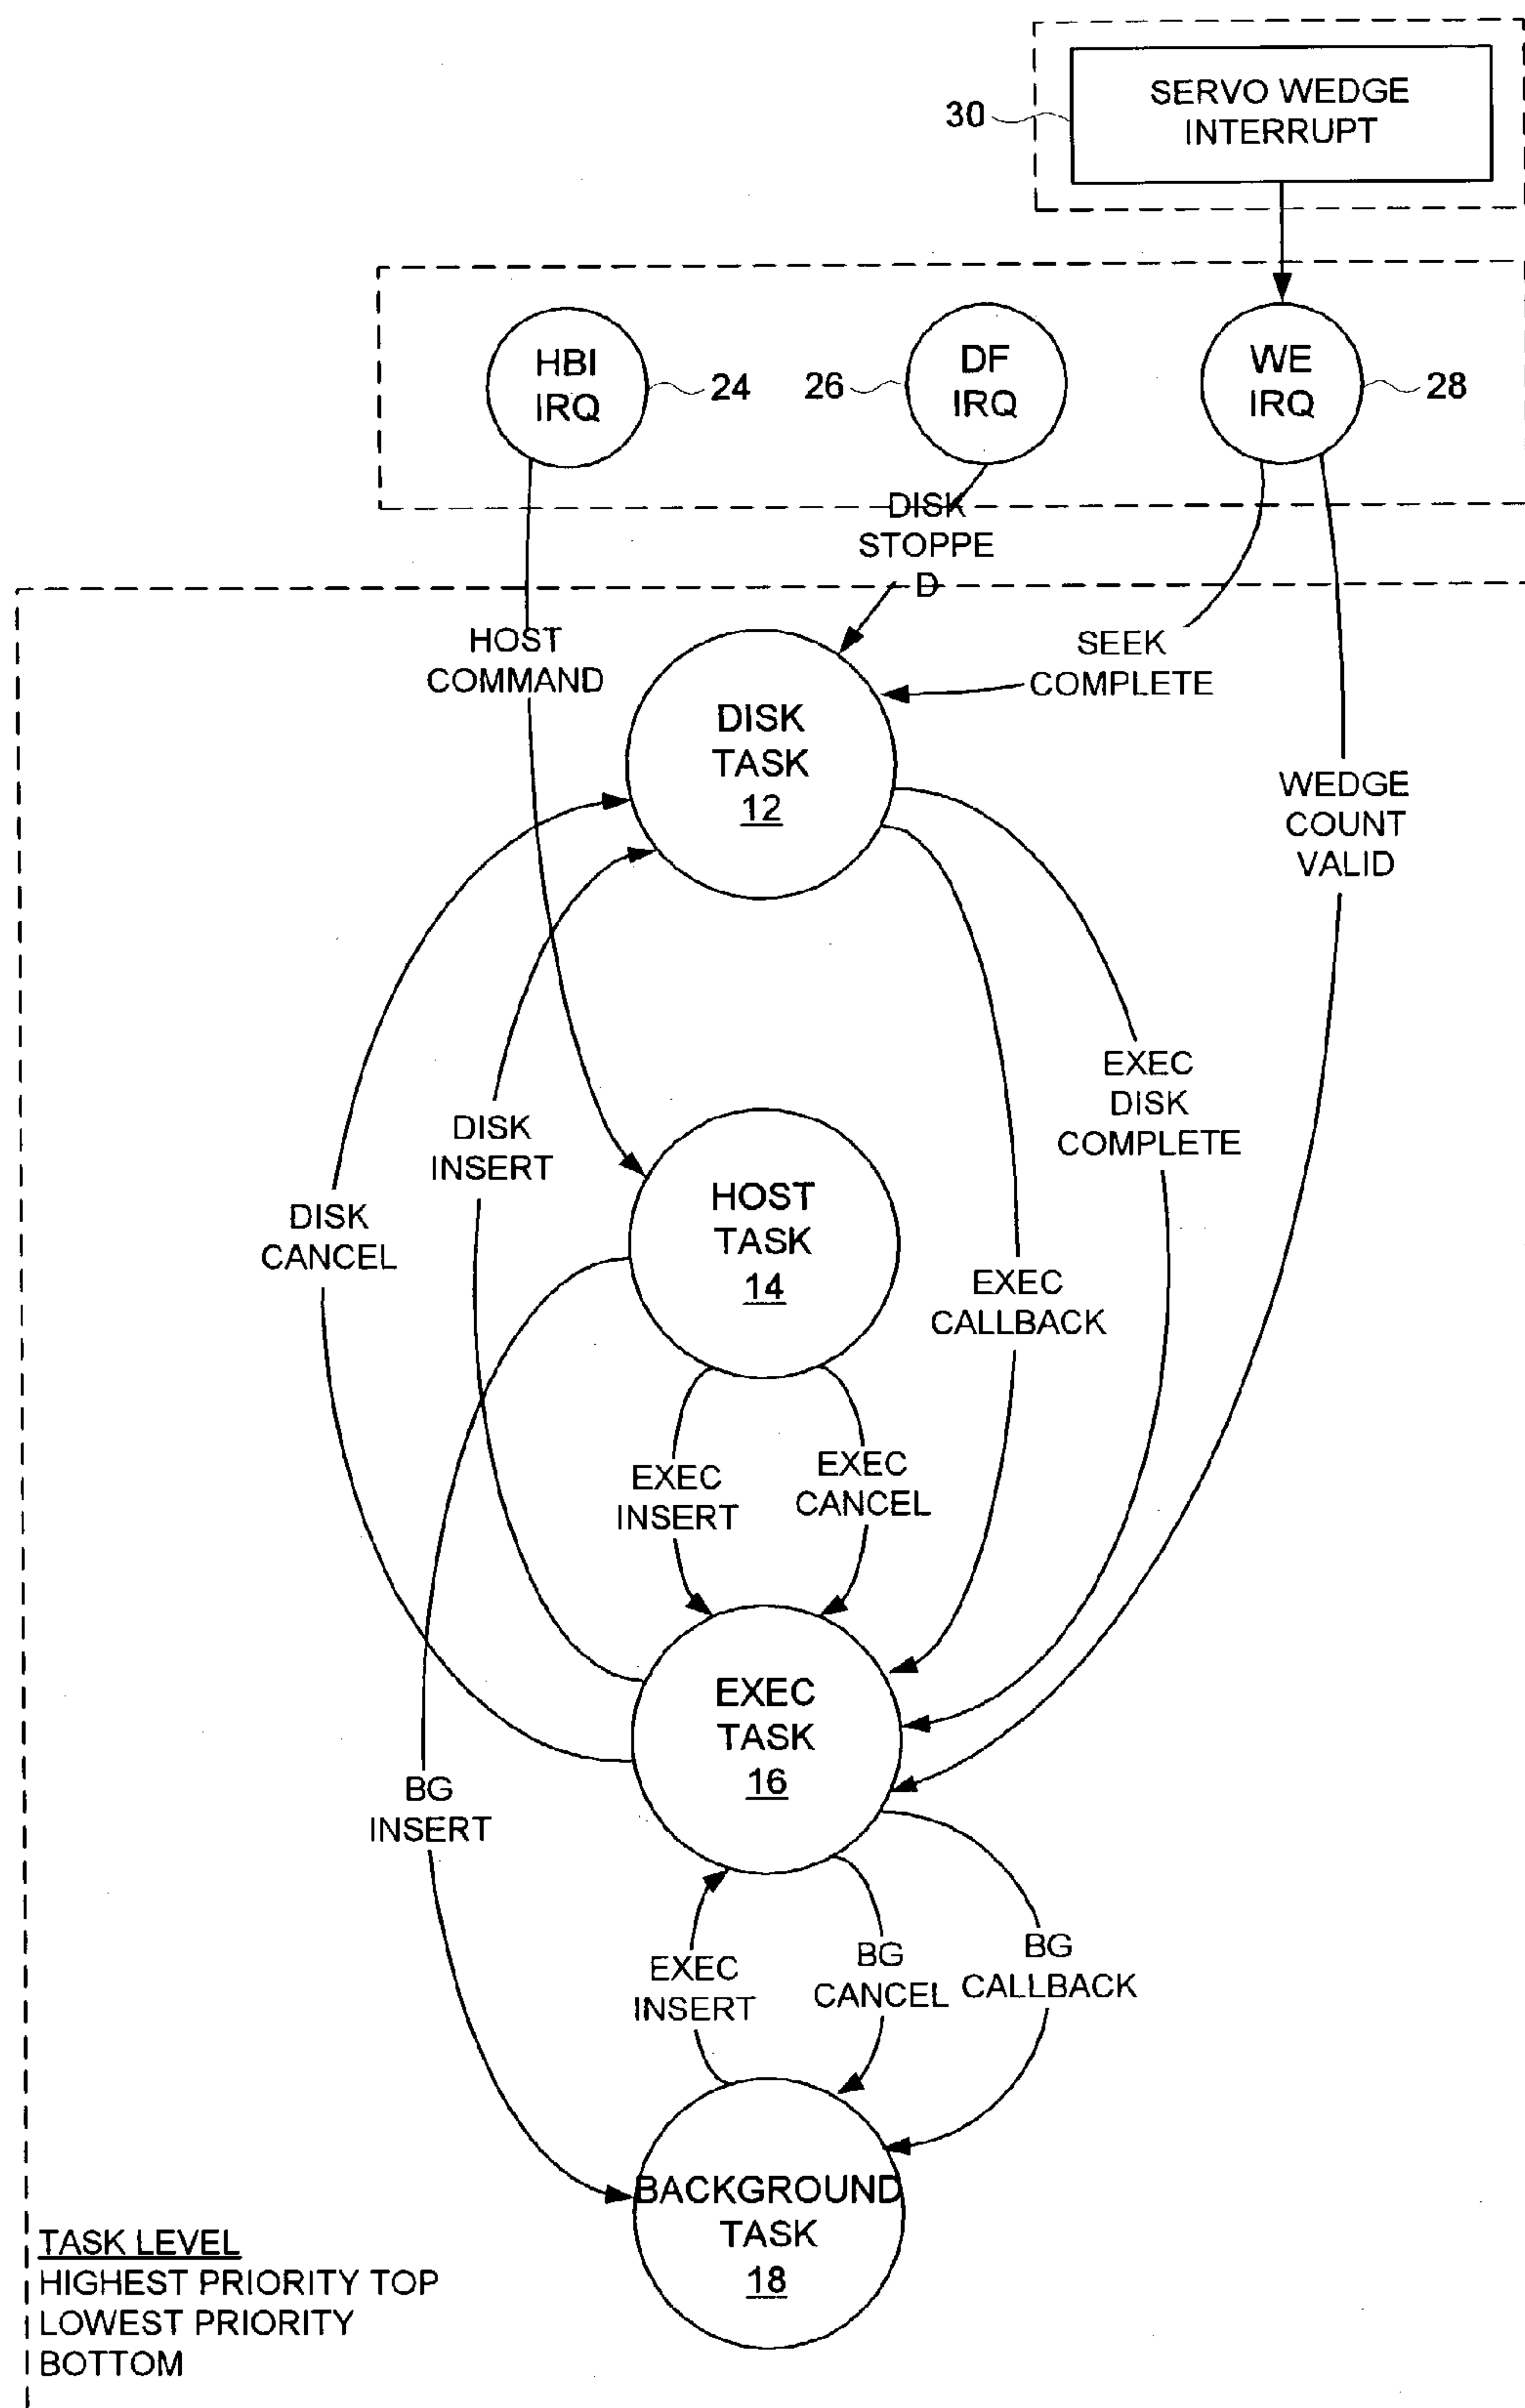 SERVO WEDGE
INTERRUPT
30
HBI
IRQ
24
26
DF
IRQ
WE
IRQ
28
DISK
STOPPE
D
HOST
COMMAND
SEEK
COMPLETE
DISK
TASK
12
WEDGE
COUNT
VALID
EXEC
DISK
COMPLETE
DISK
INSERT
DISK
CANCEL
HOST
TASK
14
EXEC
CALLBACK
EXEC
INSERT
EXEC
CANCEL
EXEC
TASK
16
BG
INSERT
EXEC
INSERT
BG
CANCEL
BG
CALLBACK
BACKGROUND
TASK
18
TASK LEVEL
HIGHEST PRIORITY TOP
LOWEST PRIORITY
BOTTOM